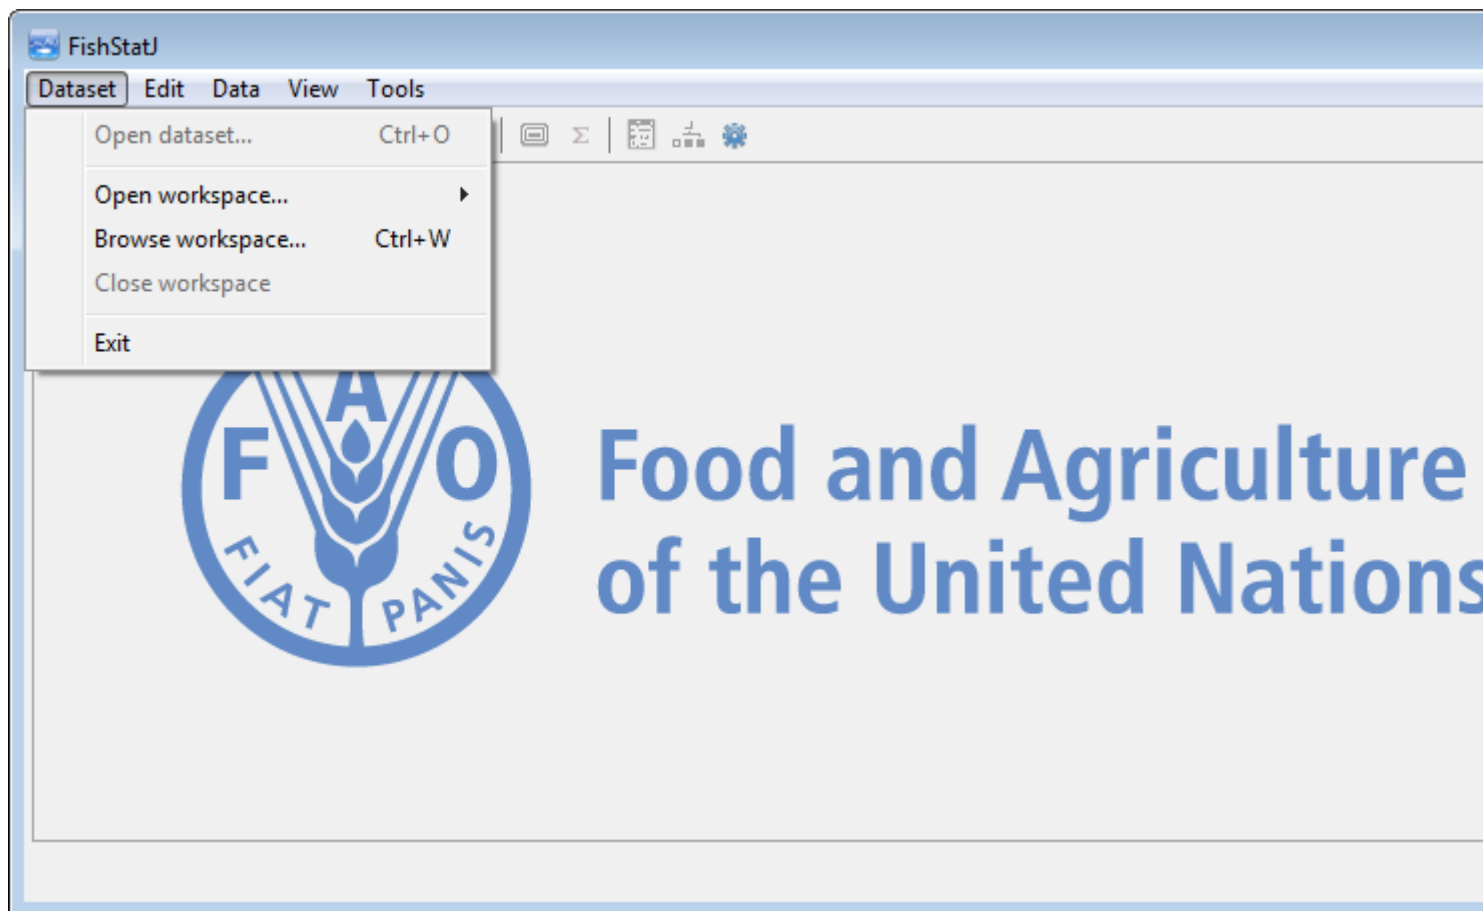 FishStatJ
Dataset Edit Data View Tools
Open dataset... Ctrl+O
Σ
Open workspace...
Browse workspace... Ctrl+W
Close workspace
Exit
F A O
FIAT PANIS
Food and Agriculture
of the United Nations